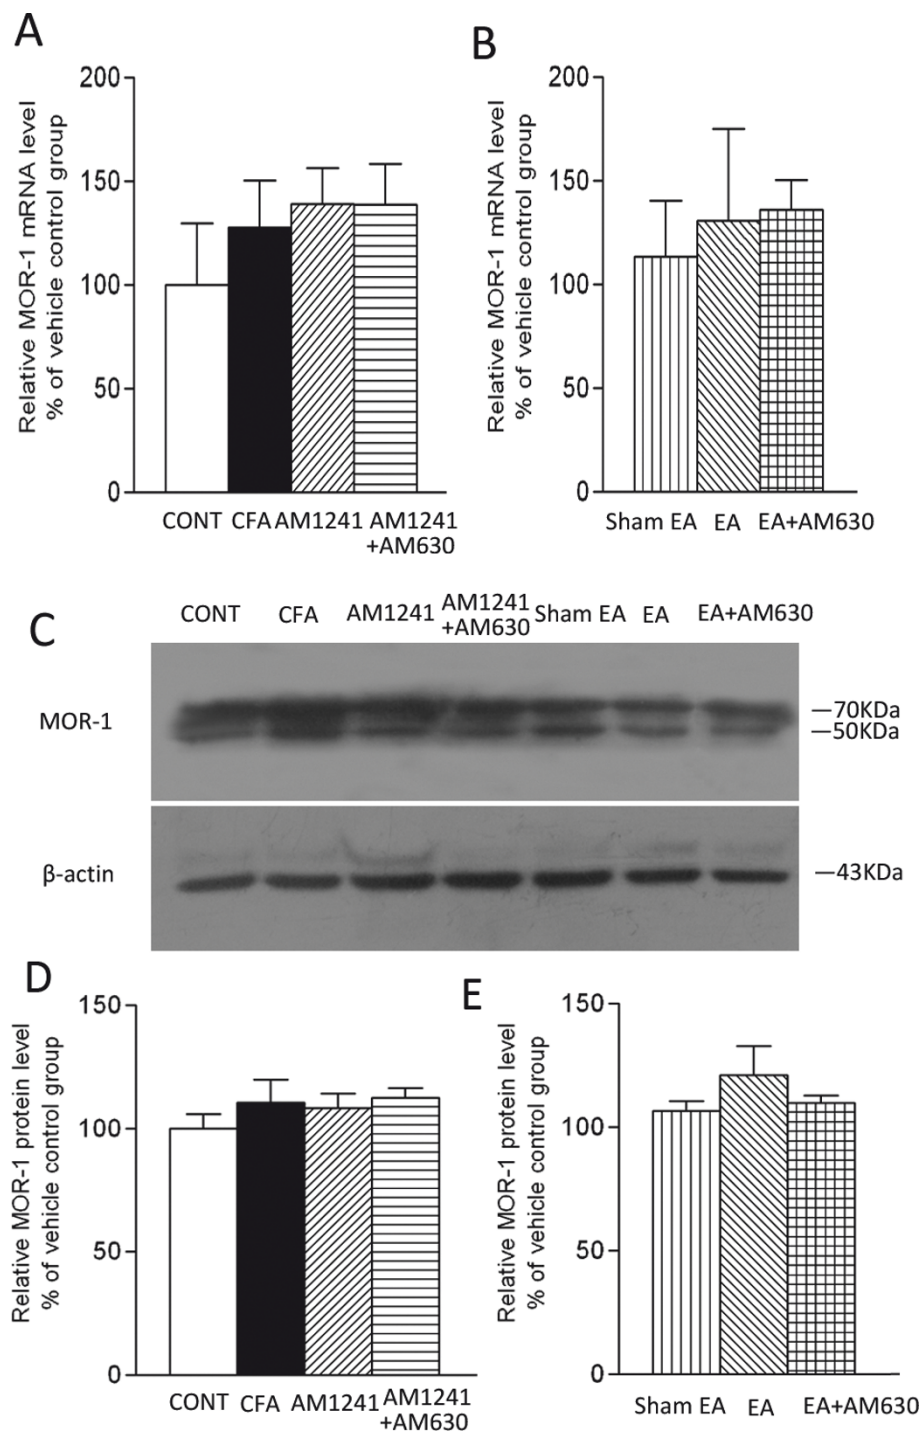 A
Relative MOR-1 mRNA level
% of vehicle control group
200
150
100
50
0
CONT CFA AM1241 AM1241
+AM630
B
Relative MOR-1 mRNA level
% of vehicle control group
200
150
100
50
0
Sham EA EA EA+AM630
C
CONT CFA AM1241 AM1241
+AM630 Sham EA EA EA+AM630
MOR-1
—70KDa
—50KDa
β-actin
—43KDa
D
Relative MOR-1 protein level
% of vehicle control group
150
100
50
0
CONT CFA AM1241 AM1241
+AM630
E
Relative MOR-1 protein level
% of vehicle control group
150
100
50
0
Sham EA EA EA+AM630